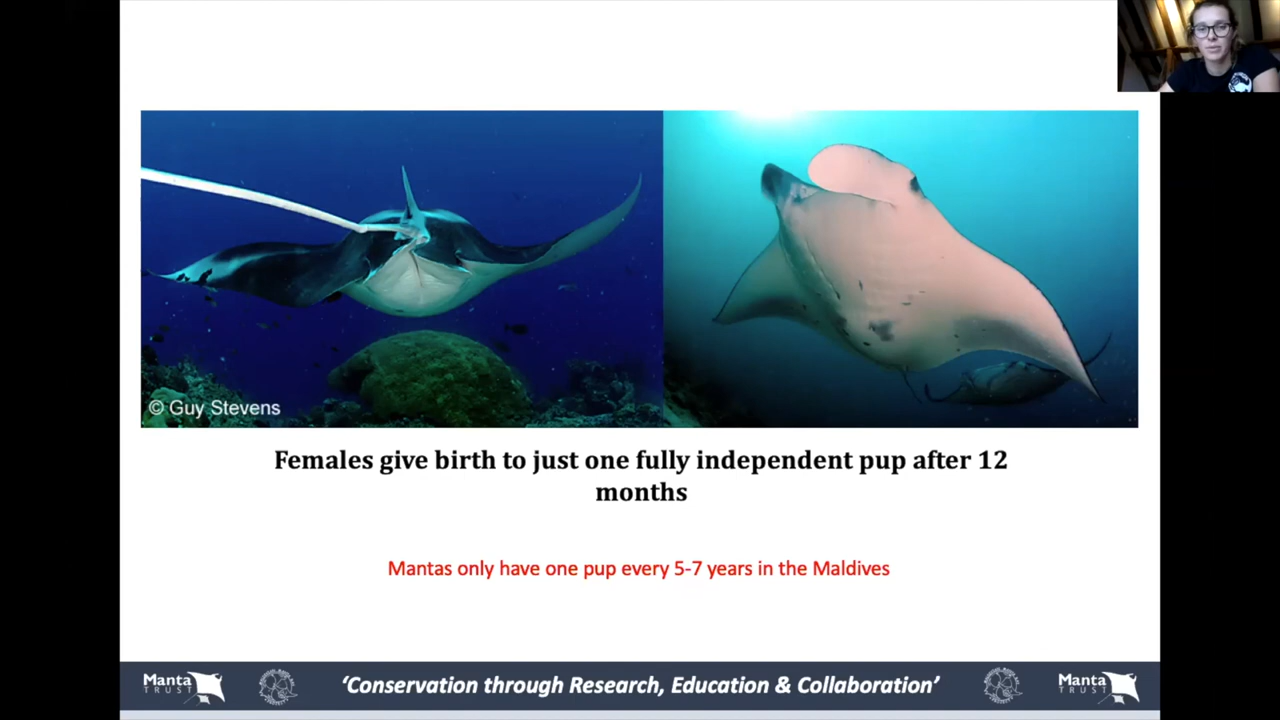 © Guy Stevens
Females give birth to just one fully independent pup after 12
months
Mantas only have one pup every 5-7 years in the Maldives
Manta
TRUST
‘Conservation through Research, Education & Collaboration’
Manta
TRUST